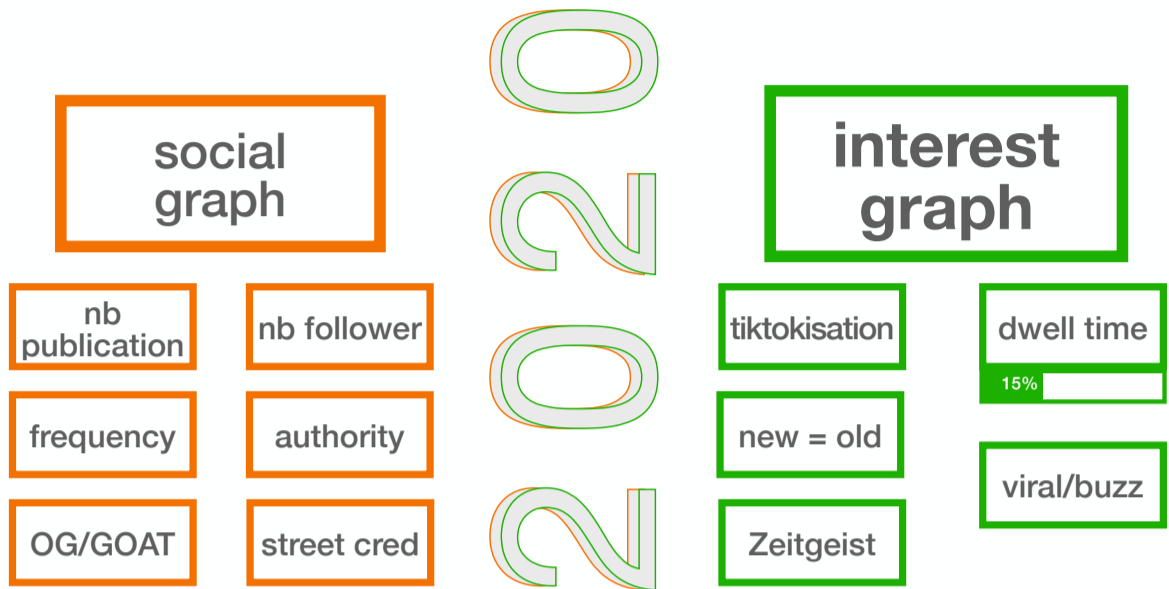 social
graph
nb
publication
nb follower
frequency
authority
OG/GOAT
street cred
2020
interest
graph
tiktokisation
dwell time
15%
new = old
viral/buzz
Zeitgeist